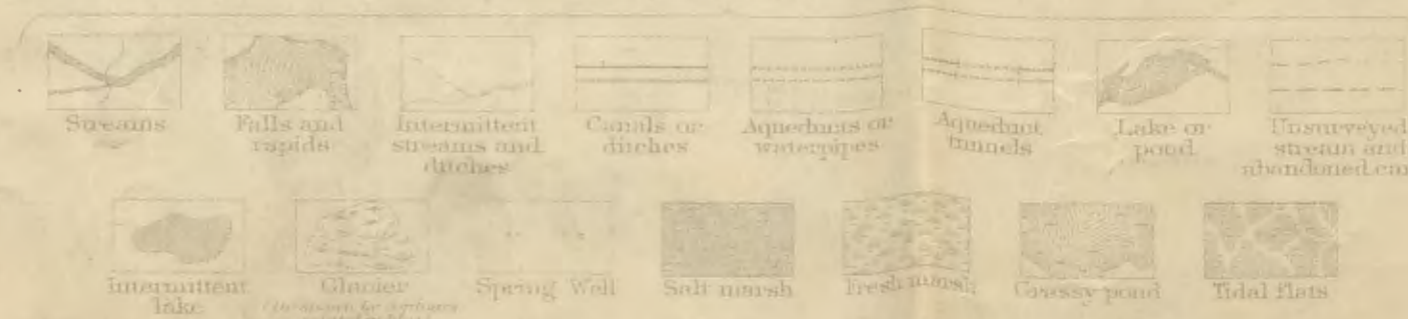 Streams
Falls and
rapids
Intermittent
streams and
ditches
Canals or
ditches
Aqueducts or
waterpipes
Aqueduct
tunnels
Lake or
pond
Unsurveyed
stream and
abandoned
Intermittent
lake
Glacier
Spring Well
Salt marsh
Fresh marsh
Grassy pond
Tidal flats